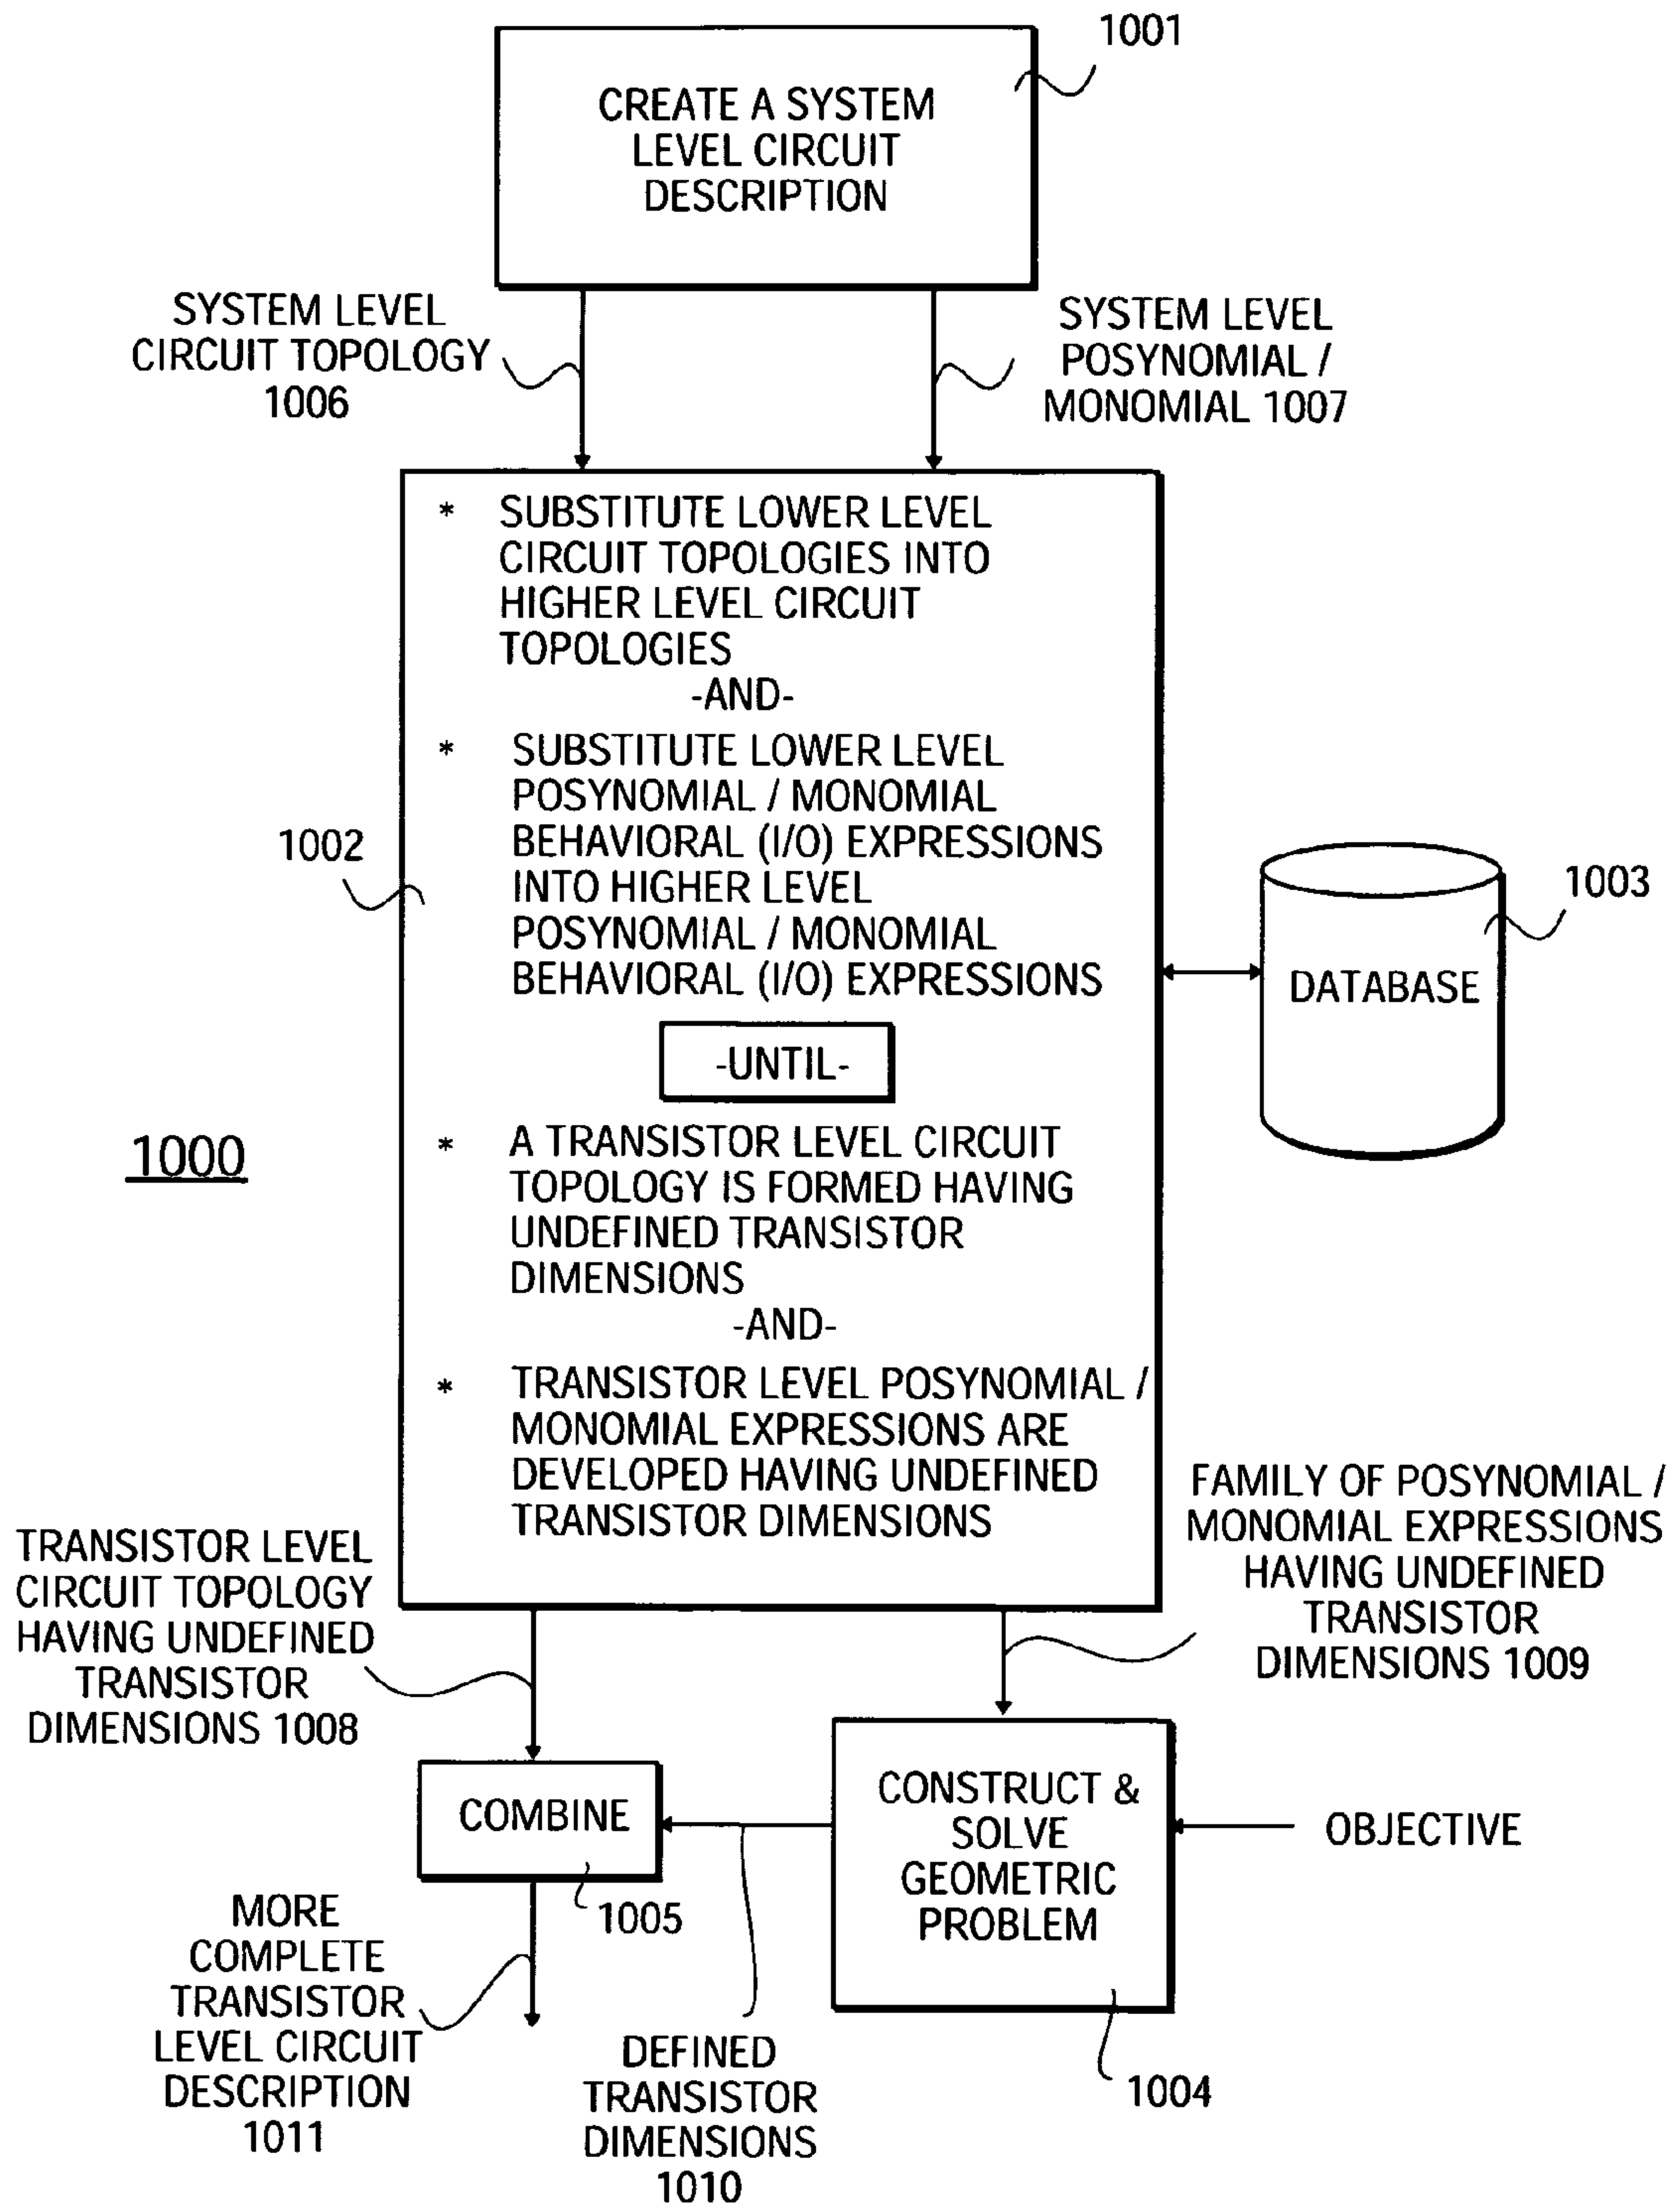 1001
CREATE A SYSTEM
LEVEL CIRCUIT
DESCRIPTION
SYSTEM LEVEL
CIRCUIT TOPOLOGY
1006
SYSTEM LEVEL
POSYNOMIAL /
MONOMIAL 1007
* SUBSTITUTE LOWER LEVEL
CIRCUIT TOPOLOGIES INTO
HIGHER LEVEL CIRCUIT
TOPOLOGIES
-AND-
* SUBSTITUTE LOWER LEVEL
POSYNOMIAL / MONOMIAL
BEHAVIORAL (I/O) EXPRESSIONS
INTO HIGHER LEVEL
POSYNOMIAL / MONOMIAL
BEHAVIORAL (I/O) EXPRESSIONS
-UNTIL-
* A TRANSISTOR LEVEL CIRCUIT
TOPOLOGY IS FORMED HAVING
UNDEFINED TRANSISTOR
DIMENSIONS
-AND-
* TRANSISTOR LEVEL POSYNOMIAL /
MONOMIAL EXPRESSIONS ARE
DEVELOPED HAVING UNDEFINED
TRANSISTOR DIMENSIONS
1002
1003
DATABASE
1000
TRANSISTOR LEVEL
CIRCUIT TOPOLOGY
HAVING UNDEFINED
TRANSISTOR
DIMENSIONS 1008
FAMILY OF POSYNOMIAL /
MONOMIAL EXPRESSIONS
HAVING UNDEFINED
TRANSISTOR
DIMENSIONS 1009
COMBINE
1005
CONSTRUCT &
SOLVE
GEOMETRIC
PROBLEM
1004
OBJECTIVE
MORE
COMPLETE
TRANSISTOR
LEVEL CIRCUIT
DESCRIPTION
1011
DEFINED
TRANSISTOR
DIMENSIONS
1010